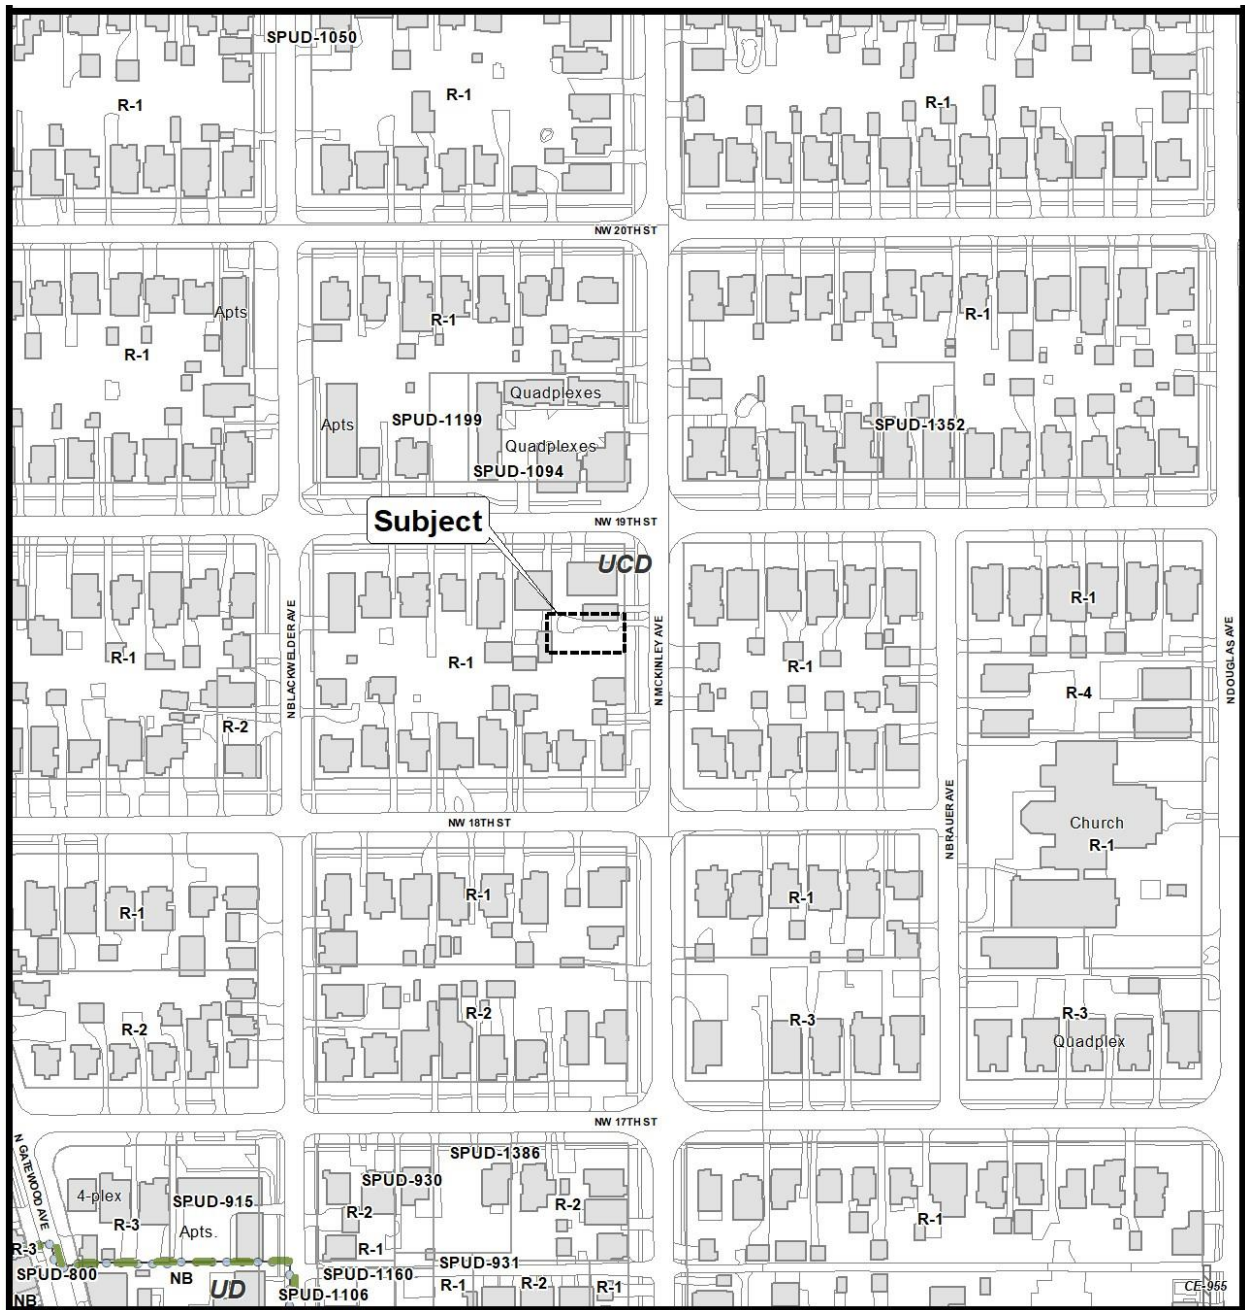 SPUD-1050
R-1
R-1
R-1
NW 20TH ST
Apts
R-1
R-1
R-1
Quadplexes
Apts
SPUD-1199
SPUD-1352
Quadplexes
SPUD-1094
Subject
NW 19TH ST
UCD
R-1
N BLACKWELDER AVE
N MCKINLEY AVE
N DOUGLAS AVE
R-1
R-1
R-1
R-4
R-2
NW 18TH ST
N BRAUER AVE
Church
R-1
R-1
R-1
R-1
R-2
R-2
R-3
R-3
Quadplex
NW 17TH ST
N GATEWOOD AVE
SPUD-1386
SPUD-930
4-plex
SPUD-915
R-2
R-2
R-3
Apts.
R-1
R-1
R-3
SPUD-931
SPUD-800
NB
SPUD-1160
UD
R-1
R-2
R-1
SPUD-1106
CE-955
NB